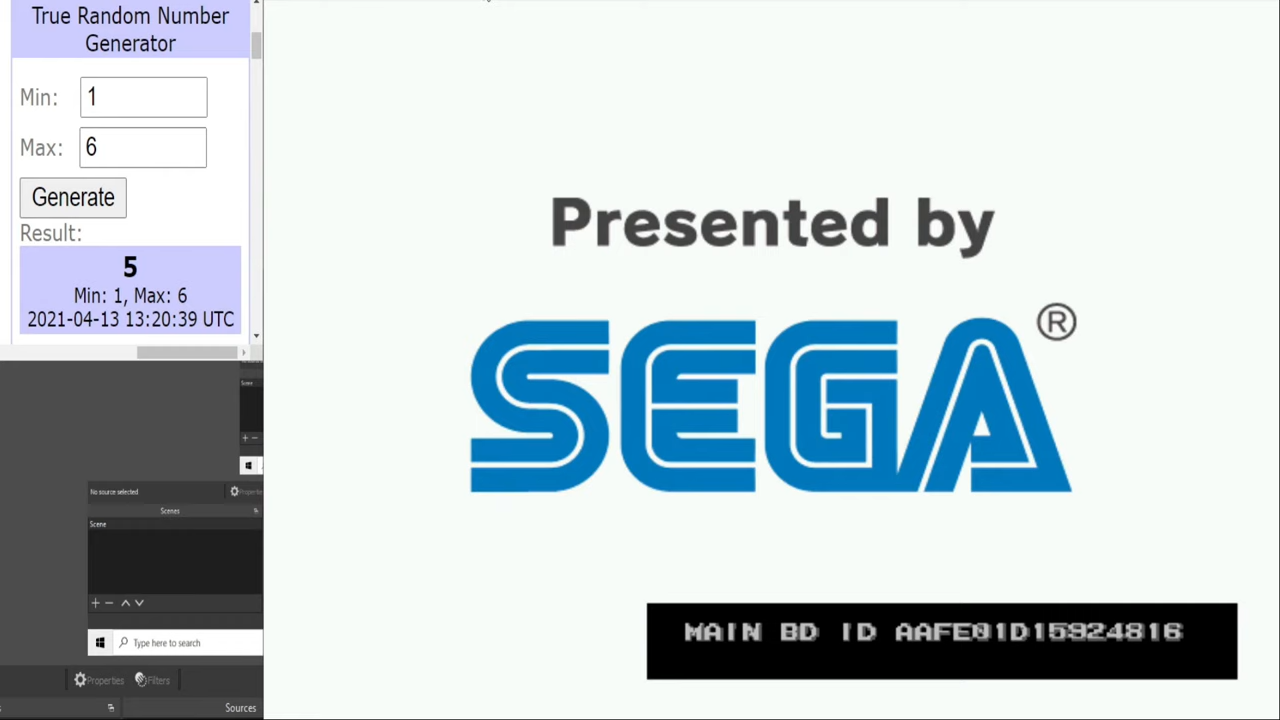 True Random Number
Generator
Min: 1
Max: 6
Generate
Result:
5
Min: 1, Max: 6
2021-04-13 13:20:39 UTC
Presented by
SEGA®
MAIN BD ID AAFE01D15924816
Scene
No source selected
Properties
Scenes
Scene
Type here to search
Properties
Filters
Sources